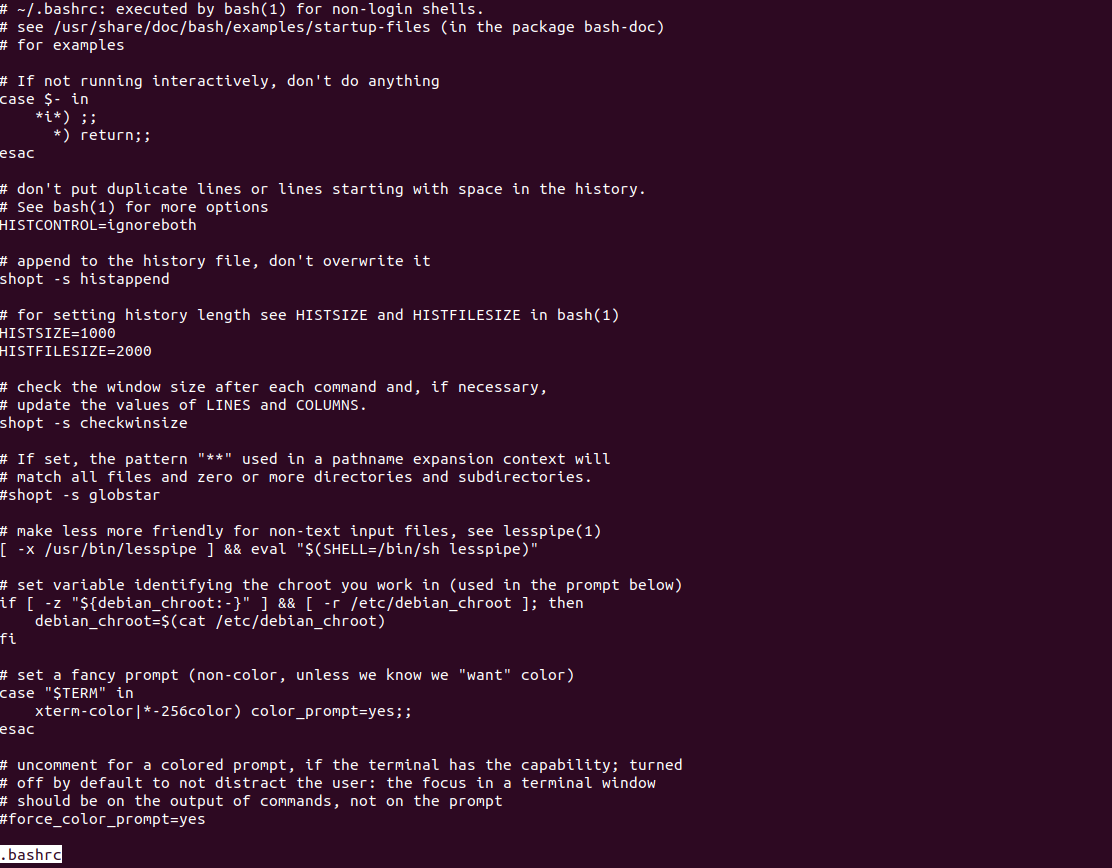 # ~/.bashrc: executed by bash(1) for non-login shells.
# see /usr/share/doc/bash/examples/startup-files (in the package bash-doc)
# for examples

# If not running interactively, don't do anything
case $- in
    *i*) ;;
      *) return;;
esac

# don't put duplicate lines or lines starting with space in the history.
# See bash(1) for more options
HISTCONTROL=ignoreboth

# append to the history file, don't overwrite it
shopt -s histappend

# for setting history length see HISTSIZE and HISTFILESIZE in bash(1)
HISTSIZE=1000
HISTFILESIZE=2000

# check the window size after each command and, if necessary,
# update the values of LINES and COLUMNS.
shopt -s checkwinsize

# If set, the pattern "**" used in a pathname expansion context will
# match all files and zero or more directories and subdirectories.
#shopt -s globstar

# make less more friendly for non-text input files, see lesspipe(1)
[ -x /usr/bin/lesspipe ] && eval "$(SHELL=/bin/sh lesspipe)"

# set variable identifying the chroot you work in (used in the prompt below)
if [ -z "${debian_chroot:-}" ] && [ -r /etc/debian_chroot ]; then
    debian_chroot=$(cat /etc/debian_chroot)
fi

# set a fancy prompt (non-color, unless we know we "want" color)
case "$TERM" in
    xterm-color|*-256color) color_prompt=yes;;
esac

# uncomment for a colored prompt, if the terminal has the capability; turned
# off by default to not distract the user: the focus in a terminal window
# should be on the output of commands, not on the prompt
#force_color_prompt=yes

.bashrc